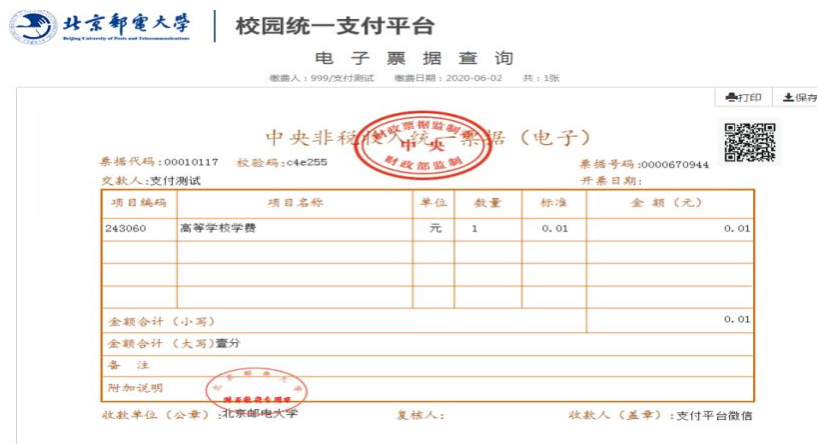 北京邮电大学 校园统一支付平台
Beijing University of Posts and Telecommunications
电子票据查询
缴费人：999/支付测试 缴费日期：2020-06-02 共：1张
打印 保存
中央非税收入统一票据（电子）
财政票据监制章
中央
财政部监制
票据代码:00010117 校验码:c4e255 票据号码:0000670944
交款人:支付测试 开票日期:
项目编码 项目名称 单位 数量 标准 金额（元）
243060 高等学校学费 元 1 0.01 0.01
金额合计（小写） 0.01
金额合计（大写)壹分
备 注
附加说明
北京邮电大学
收款单位（公章）:北京邮电大学 复核人: 收款人（盖章）:支付平台微信